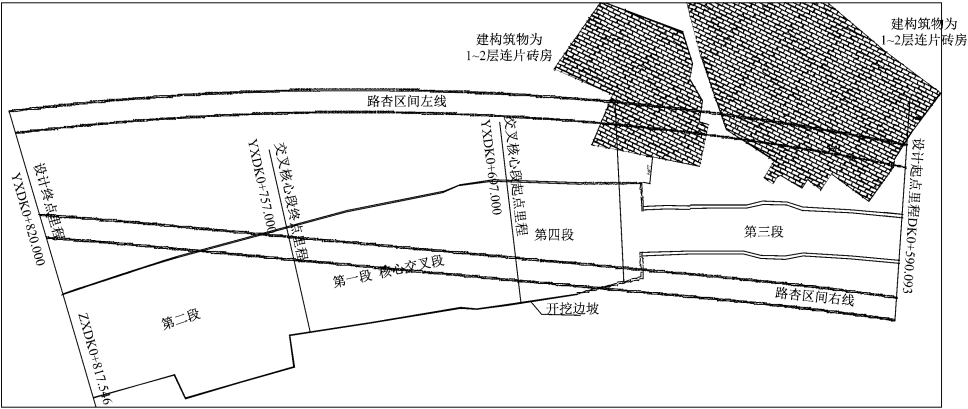 建构筑物为
1~2层连片砖房
建构筑物为
1~2层连片砖房
路杏区间左线
设计终点里程
YXDK0+820.000
交叉核心段终点里程
YXDK0+757.000
交叉核心段起点里程
YXDK0+697.000
设计起点里程DK0+590.093
第四段
第三段
第一段 核心交叉段
第二段
路杏区间右线
开挖边坡
ZXDK0+817.546